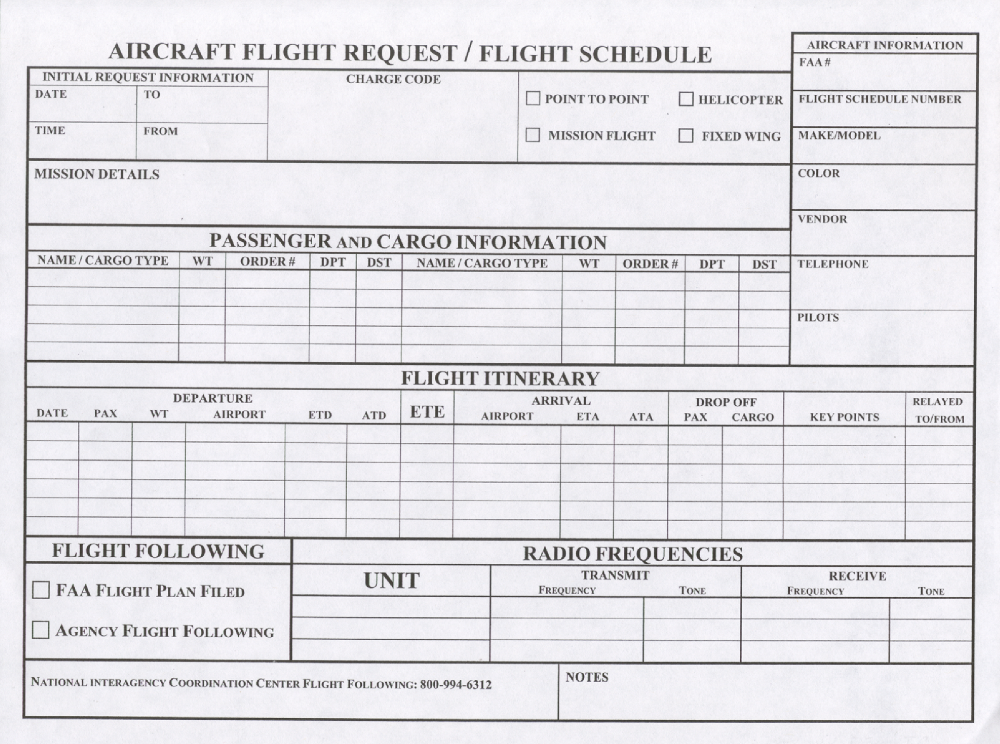 AIRCRAFT FLIGHT REQUEST / FLIGHT SCHEDULE
INITIAL REQUEST INFORMATION
DATE
TO
TIME
FROM
CHARGE CODE
POINT TO POINT
HELICOPTER
MISSION FLIGHT
FIXED WING
MISSION DETAILS
AIRCRAFT INFORMATION
FAA #
FLIGHT SCHEDULE NUMBER
MAKE/MODEL
COLOR
VENDOR
TELEPHONE
PILOTS
PASSENGER AND CARGO INFORMATION
NAME / CARGO TYPE WT ORDER # DPT DST NAME / CARGO TYPE WT ORDER # DPT DST
FLIGHT ITINERARY
DEPARTURE
DATE PAX WT AIRPORT ETD ATD
ETE
ARRIVAL
AIRPORT ETA ATA
DROP OFF
PAX CARGO
KEY POINTS
RELAYED
TO/FROM
FLIGHT FOLLOWING
FAA FLIGHT PLAN FILED
AGENCY FLIGHT FOLLOWING
RADIO FREQUENCIES
UNIT
TRANSMIT
FREQUENCY TONE
RECEIVE
FREQUENCY TONE
NATIONAL INTERAGENCY COORDINATION CENTER FLIGHT FOLLOWING: 800-994-6312
NOTES